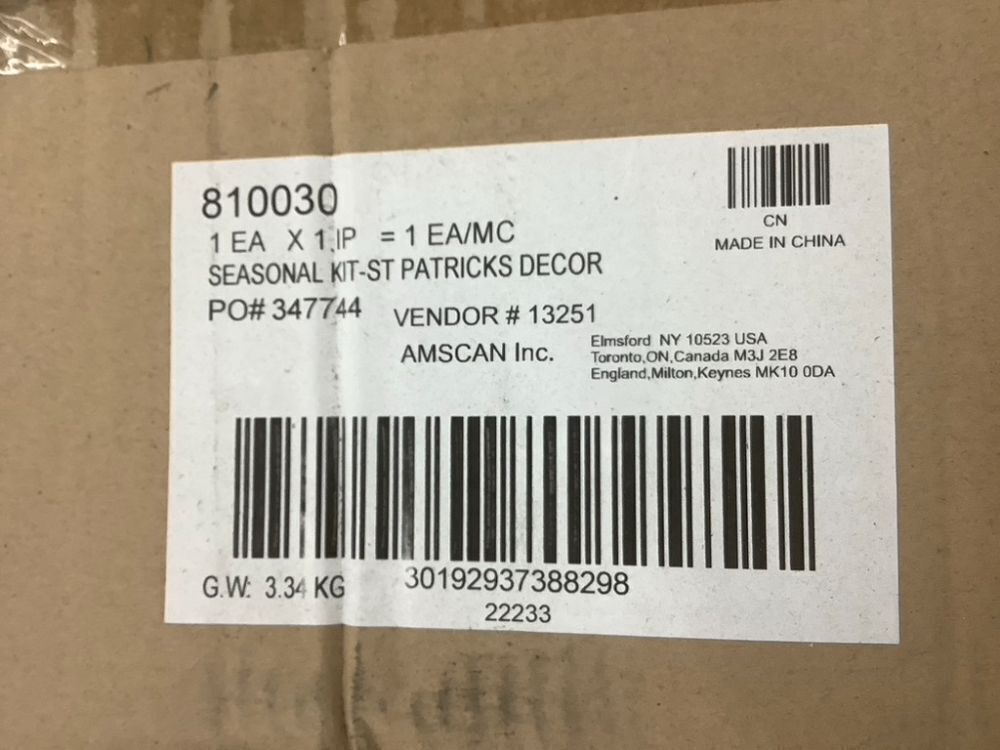 810030
1 EA X 1 IP = 1 EA/MC
SEASONAL KIT-ST PATRICKS DECOR
PO# 347744
VENDOR # 13251
AMSCAN Inc.
Elmsford NY 10523 USA
Toronto,ON,Canada M3J 2E8
England,Milton,Keynes MK10 0DA
CN
MADE IN CHINA
G.W: 3.34 KG
30192937388298
22233